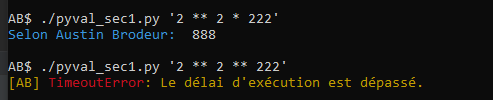 AB$ ./pyval_sec1.py '2 ** 2 * 222'
Selon Austin Brodeur:  888
AB$ ./pyval_sec1.py '2 ** 2 ** 222'
[AB] TimeoutError: Le délai d'exécution est dépassé.